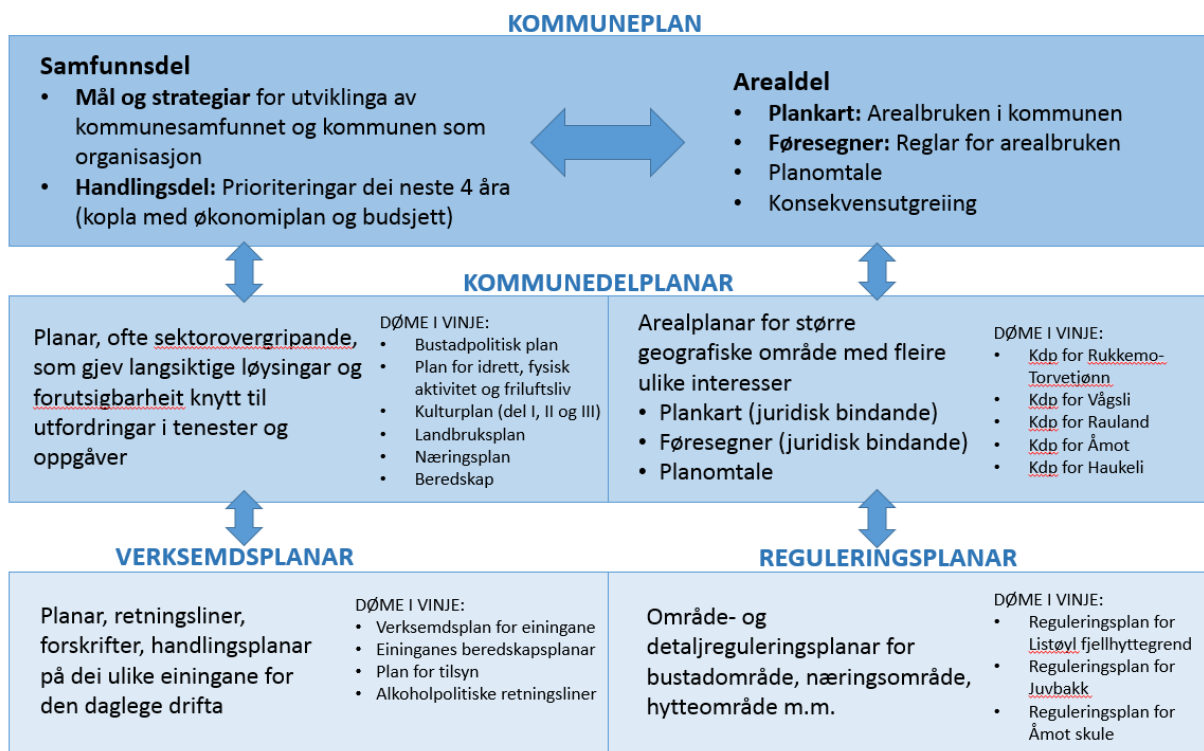 KOMMUNEPLAN
Samfunnsdel
• Mål og strategiar for utviklinga av
kommunesamfunnet og kommunen som
organisasjon
• Handlingsdel: Prioriteringar dei neste 4 åra
(kopla med økonomiplan og budsjett)
Arealdel
• Plankart: Arealbruken i kommunen
• Føresegner: Reglar for arealbruken
• Planomtale
• Konsekvensutgreiing
KOMMUNEDELPLANAR
Planar, ofte sektorovergripande,
som gjev langsiktige løysingar og
forutsigbarheit knytt til
utfordringar i tenester og
oppgåver
DØME I VINJE:
• Bustadpolitisk plan
• Plan for idrett, fysisk
aktivitet og friluftsliv
• Kulturplan (del I, II og III)
• Landbruksplan
• Næringsplan
• Beredskap
Arealplanar for større
geografiske område med fleire
ulike interesser
• Plankart (juridisk bindande)
• Føresegner (juridisk bindande)
• Planomtale
DØME I VINJE:
• Kdp for Rukkemo-
Torvetjønn
• Kdp for Vågsli
• Kdp for Rauland
• Kdp for Åmot
• Kdp for Haukeli
VERKSEMDSPLANAR
Planar, retningsliner,
forskrifter, handlingsplanar
på dei ulike einingane for
den daglege drifta
DØME I VINJE:
• Verksemdsplan for einingane
• Eininganes beredskapsplanar
• Plan for tilsyn
• Alkoholpolitiske retningsliner
REGULERINGSPLANAR
Område- og
detaljreguleringsplanar for
bustadområde, næringsområde,
hytteområde m.m.
DØME I VINJE:
• Reguleringsplan for
Listøyl fjellhyttegrend
• Reguleringsplan for
Juvbakk
• Reguleringsplan for
Åmot skule